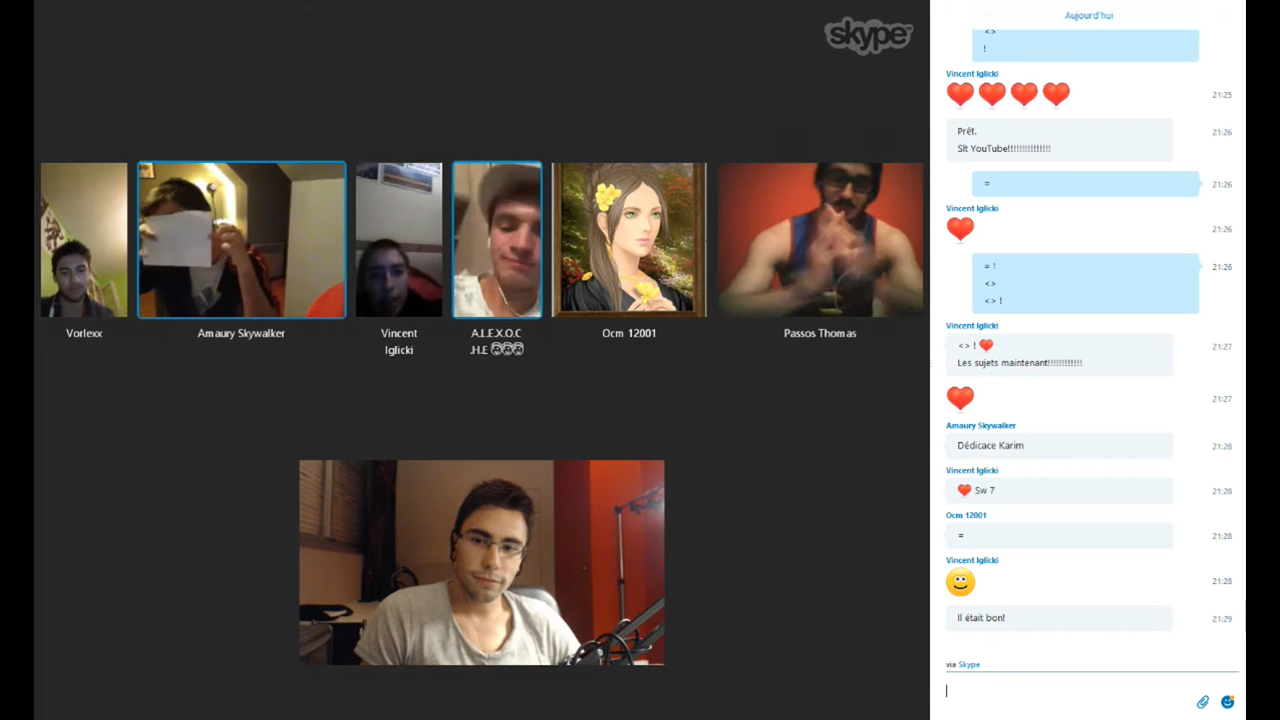 skype™
Vorlexx
Amaury Skywalker
Vincent
Iglicki
A.L.E.X.O.C
.H.E
Ocm 12001
Passos Thomas
Aujourd'hui
<>
!
Vincent Iglicki
21:25
Prêt. 21:26
Slt YouTube!!!!!!!!!!!!!!
= 21:26
Vincent Iglicki
21:26
= ! 21:26
<>
<> !
Vincent Iglicki
<> ! 21:27
Les sujets maintenant!!!!!!!!!!!!
21:27
Amaury Skywalker
Dédicace Karim 21:28
Vincent Iglicki
Sw 7 21:28
Ocm 12001
= 21:28
Vincent Iglicki
21:28
Il était bon! 21:29
via Skype